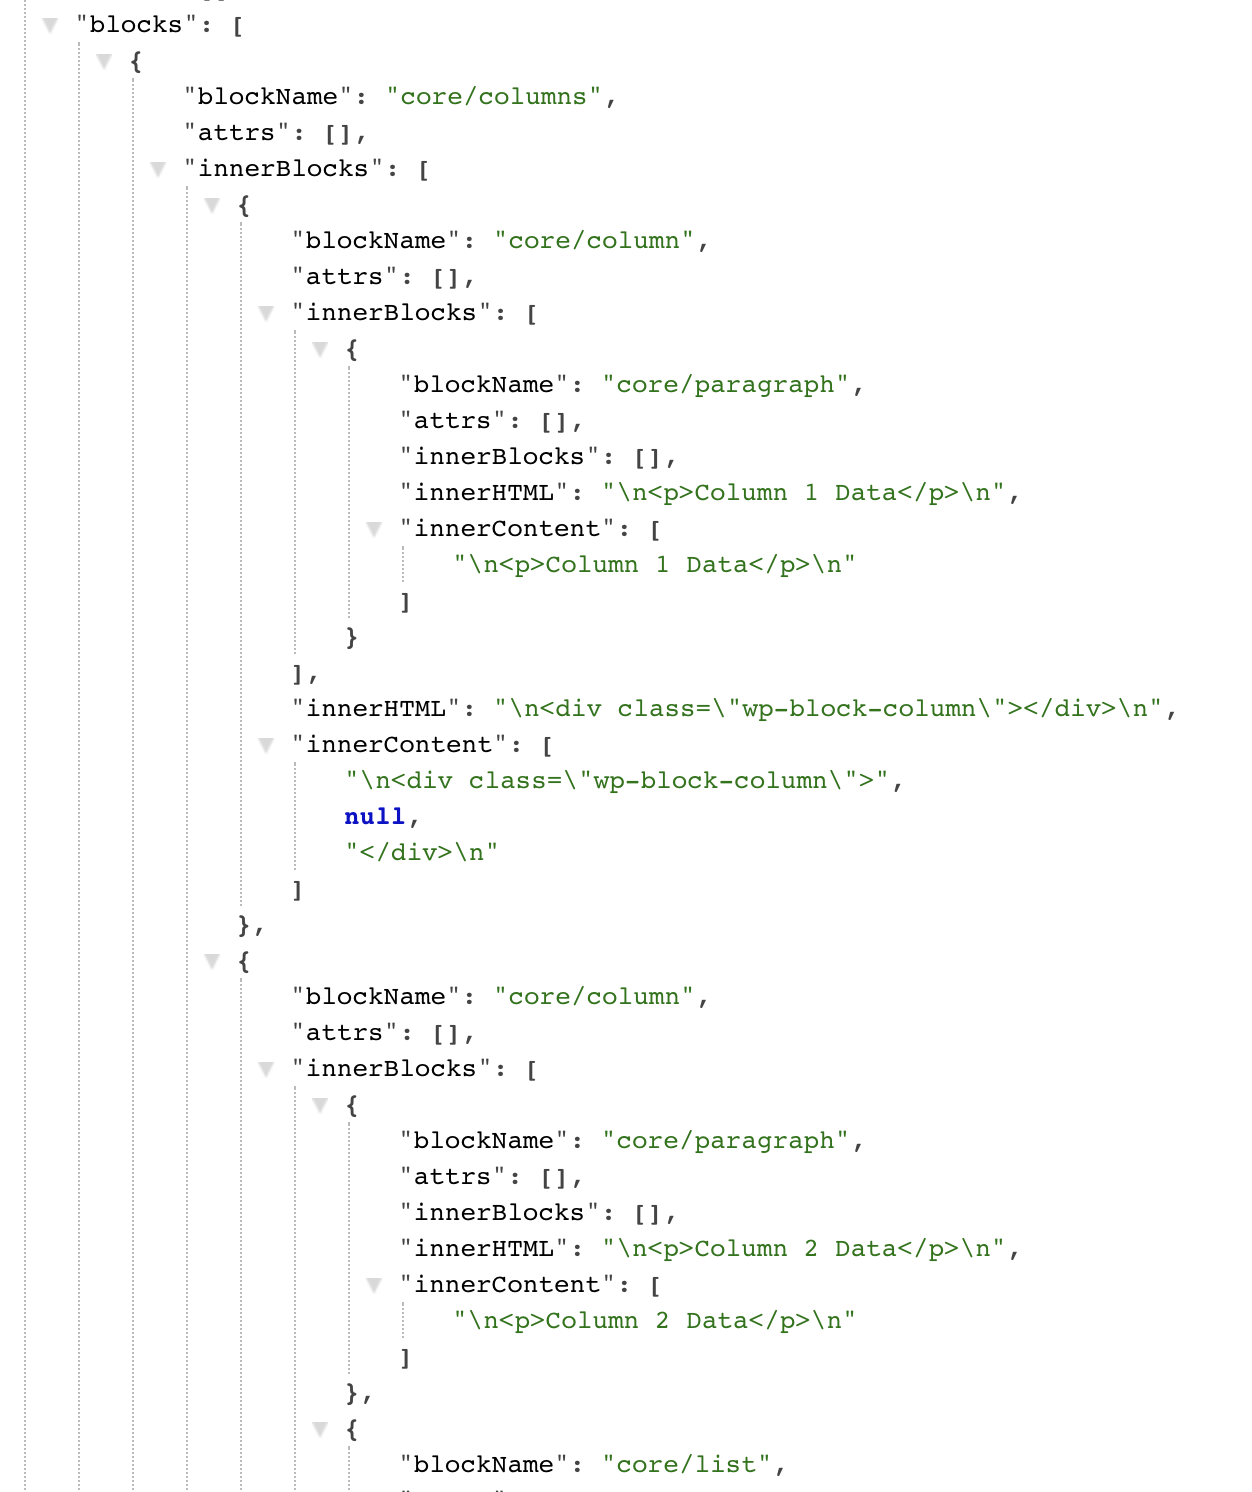 "blocks": [
{
"blockName": "core/columns",
"attrs": [],
"innerBlocks": [
{
"blockName": "core/column",
"attrs": [],
"innerBlocks": [
{
"blockName": "core/paragraph",
"attrs": [],
"innerBlocks": [],
"innerHTML": "\n<p>Column 1 Data</p>\n",
"innerContent": [
"\n<p>Column 1 Data</p>\n"
]
}
],
"innerHTML": "\n<div class=\"wp-block-column\"></div>\n",
"innerContent": [
"\n<div class=\"wp-block-column\">",
null,
"</div>\n"
]
},
{
"blockName": "core/column",
"attrs": [],
"innerBlocks": [
{
"blockName": "core/paragraph",
"attrs": [],
"innerBlocks": [],
"innerHTML": "\n<p>Column 2 Data</p>\n",
"innerContent": [
"\n<p>Column 2 Data</p>\n"
]
},
{
"blockName": "core/list",